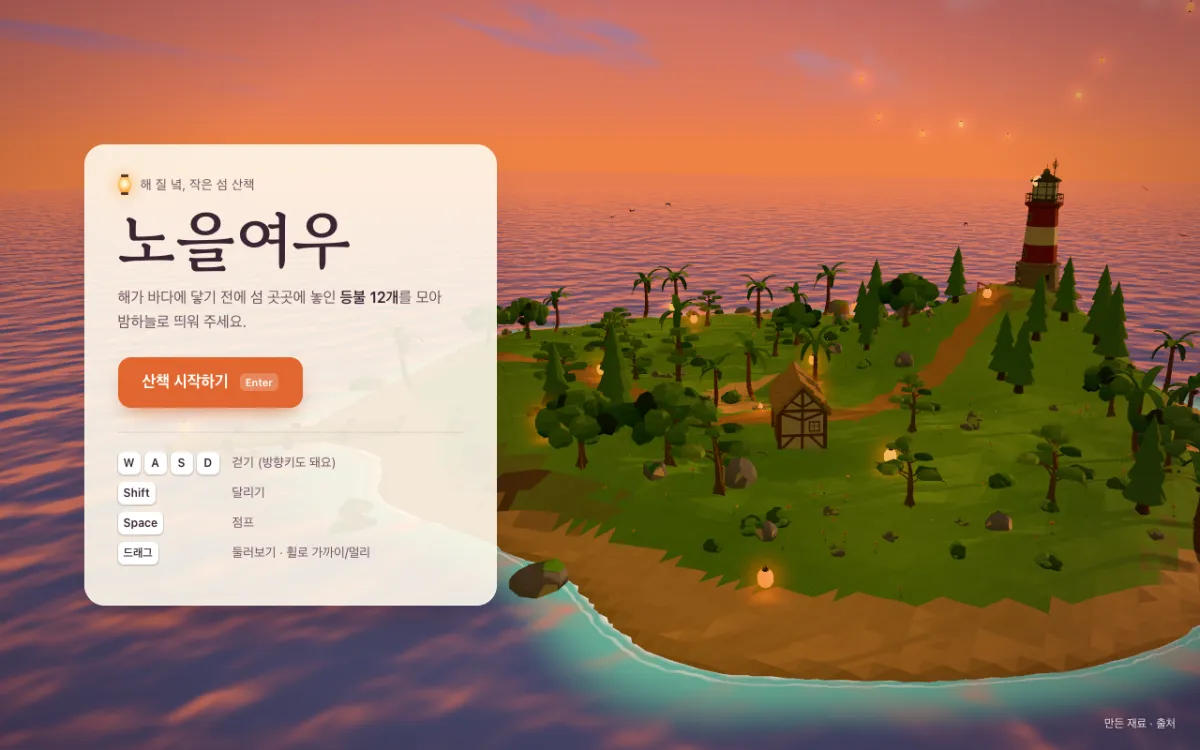 해 질 녘, 작은 섬 산책
노을여우
해가 바다에 닿기 전에 섬 곳곳에 놓인 등불 12개를 모아
밤하늘로 띄워 주세요.
산책 시작하기 Enter
W A S D 걷기 (방향키도 돼요)
Shift 달리기
Space 점프
드래그 둘러보기 · 휠로 가까이/멀리
만든 재료 · 출처